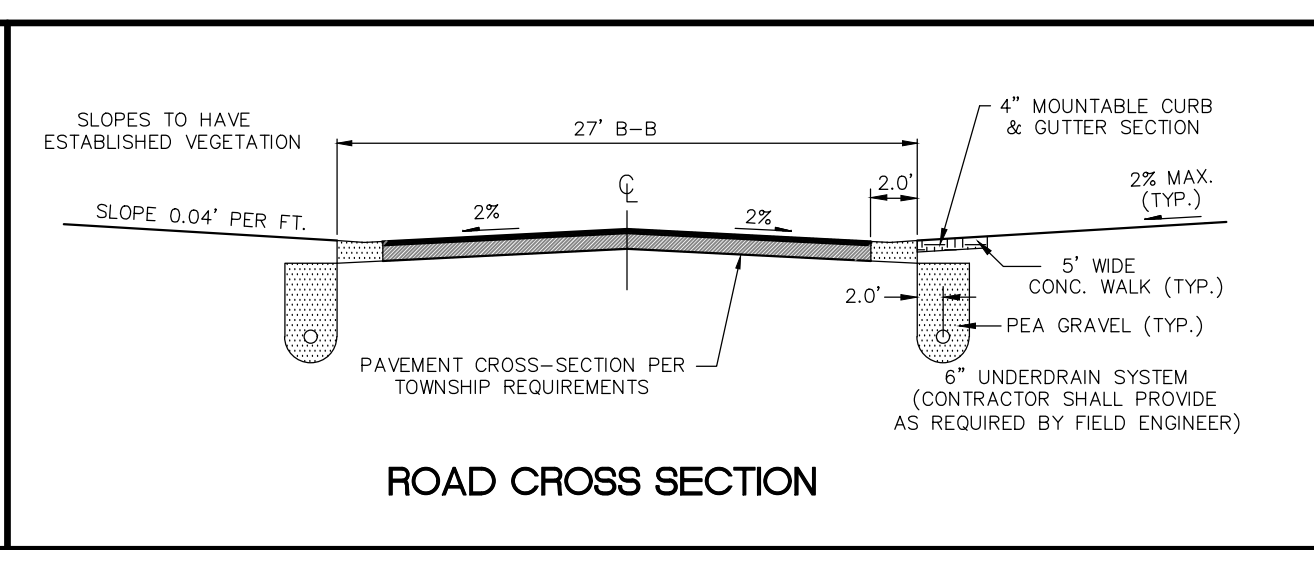 SLOPES TO HAVE
ESTABLISHED VEGETATION
27' B-B
4" MOUNTABLE CURB
& GUTTER SECTION
2% MAX.
(TYP.)
2.0'
℄
SLOPE 0.04' PER FT.
2%
2%
5' WIDE
CONC. WALK (TYP.)
2.0'
PEA GRAVEL (TYP.)
PAVEMENT CROSS-SECTION PER
TOWNSHIP REQUIREMENTS
6" UNDERDRAIN SYSTEM
(CONTRACTOR SHALL PROVIDE
AS REQUIRED BY FIELD ENGINEER)
ROAD CROSS SECTION